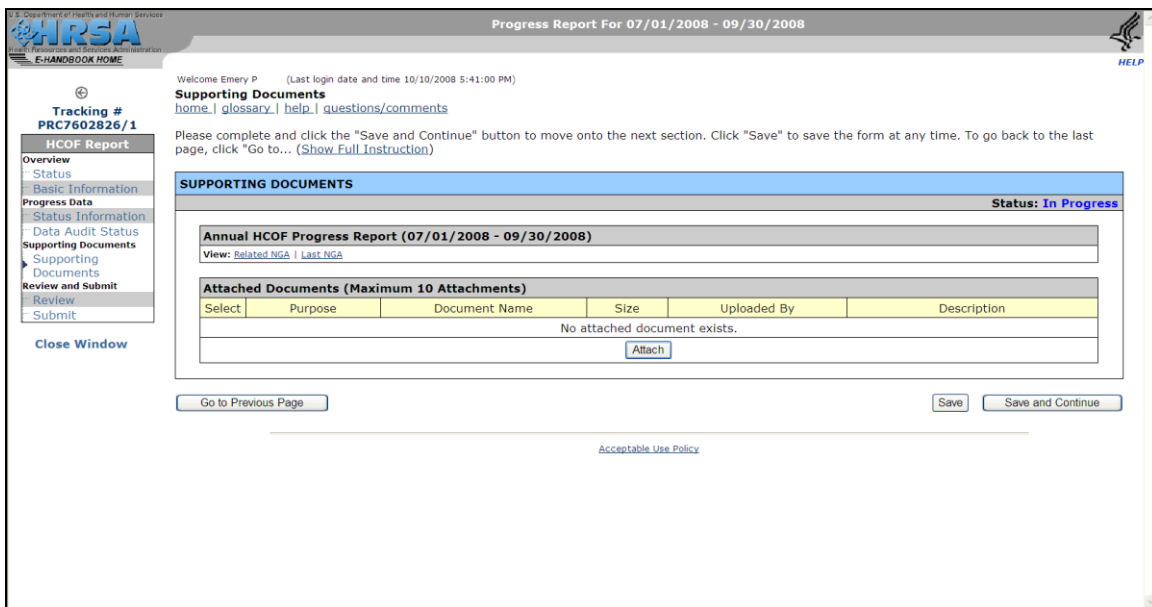 U.S. Department of Health and Human Services
HRSA
Health Resources and Services Administration
Progress Report For 07/01/2008 - 09/30/2008
E-HANDBOOK HOME
HELP
Tracking #
PRC7602826/1
HCOF Report
Overview
Status
Basic Information
Progress Data
Status Information
Data Audit Status
Supporting Documents
Supporting
Documents
Review and Submit
Review
Submit
Close Window
Welcome Emery P (Last login date and time 10/10/2008 5:41:00 PM)
Supporting Documents
home | glossary | help | questions/comments
Please complete and click the "Save and Continue" button to move onto the next section. Click "Save" to save the form at any time. To go back to the last
page, click "Go to... (Show Full Instruction)
SUPPORTING DOCUMENTS
Status: In Progress
Annual HCOF Progress Report (07/01/2008 - 09/30/2008)
View: Related NGA | Last NGA
Attached Documents (Maximum 10 Attachments)
Select Purpose Document Name Size Uploaded By Description
No attached document exists.
Attach
Go to Previous Page Save Save and Continue
Acceptable Use Policy